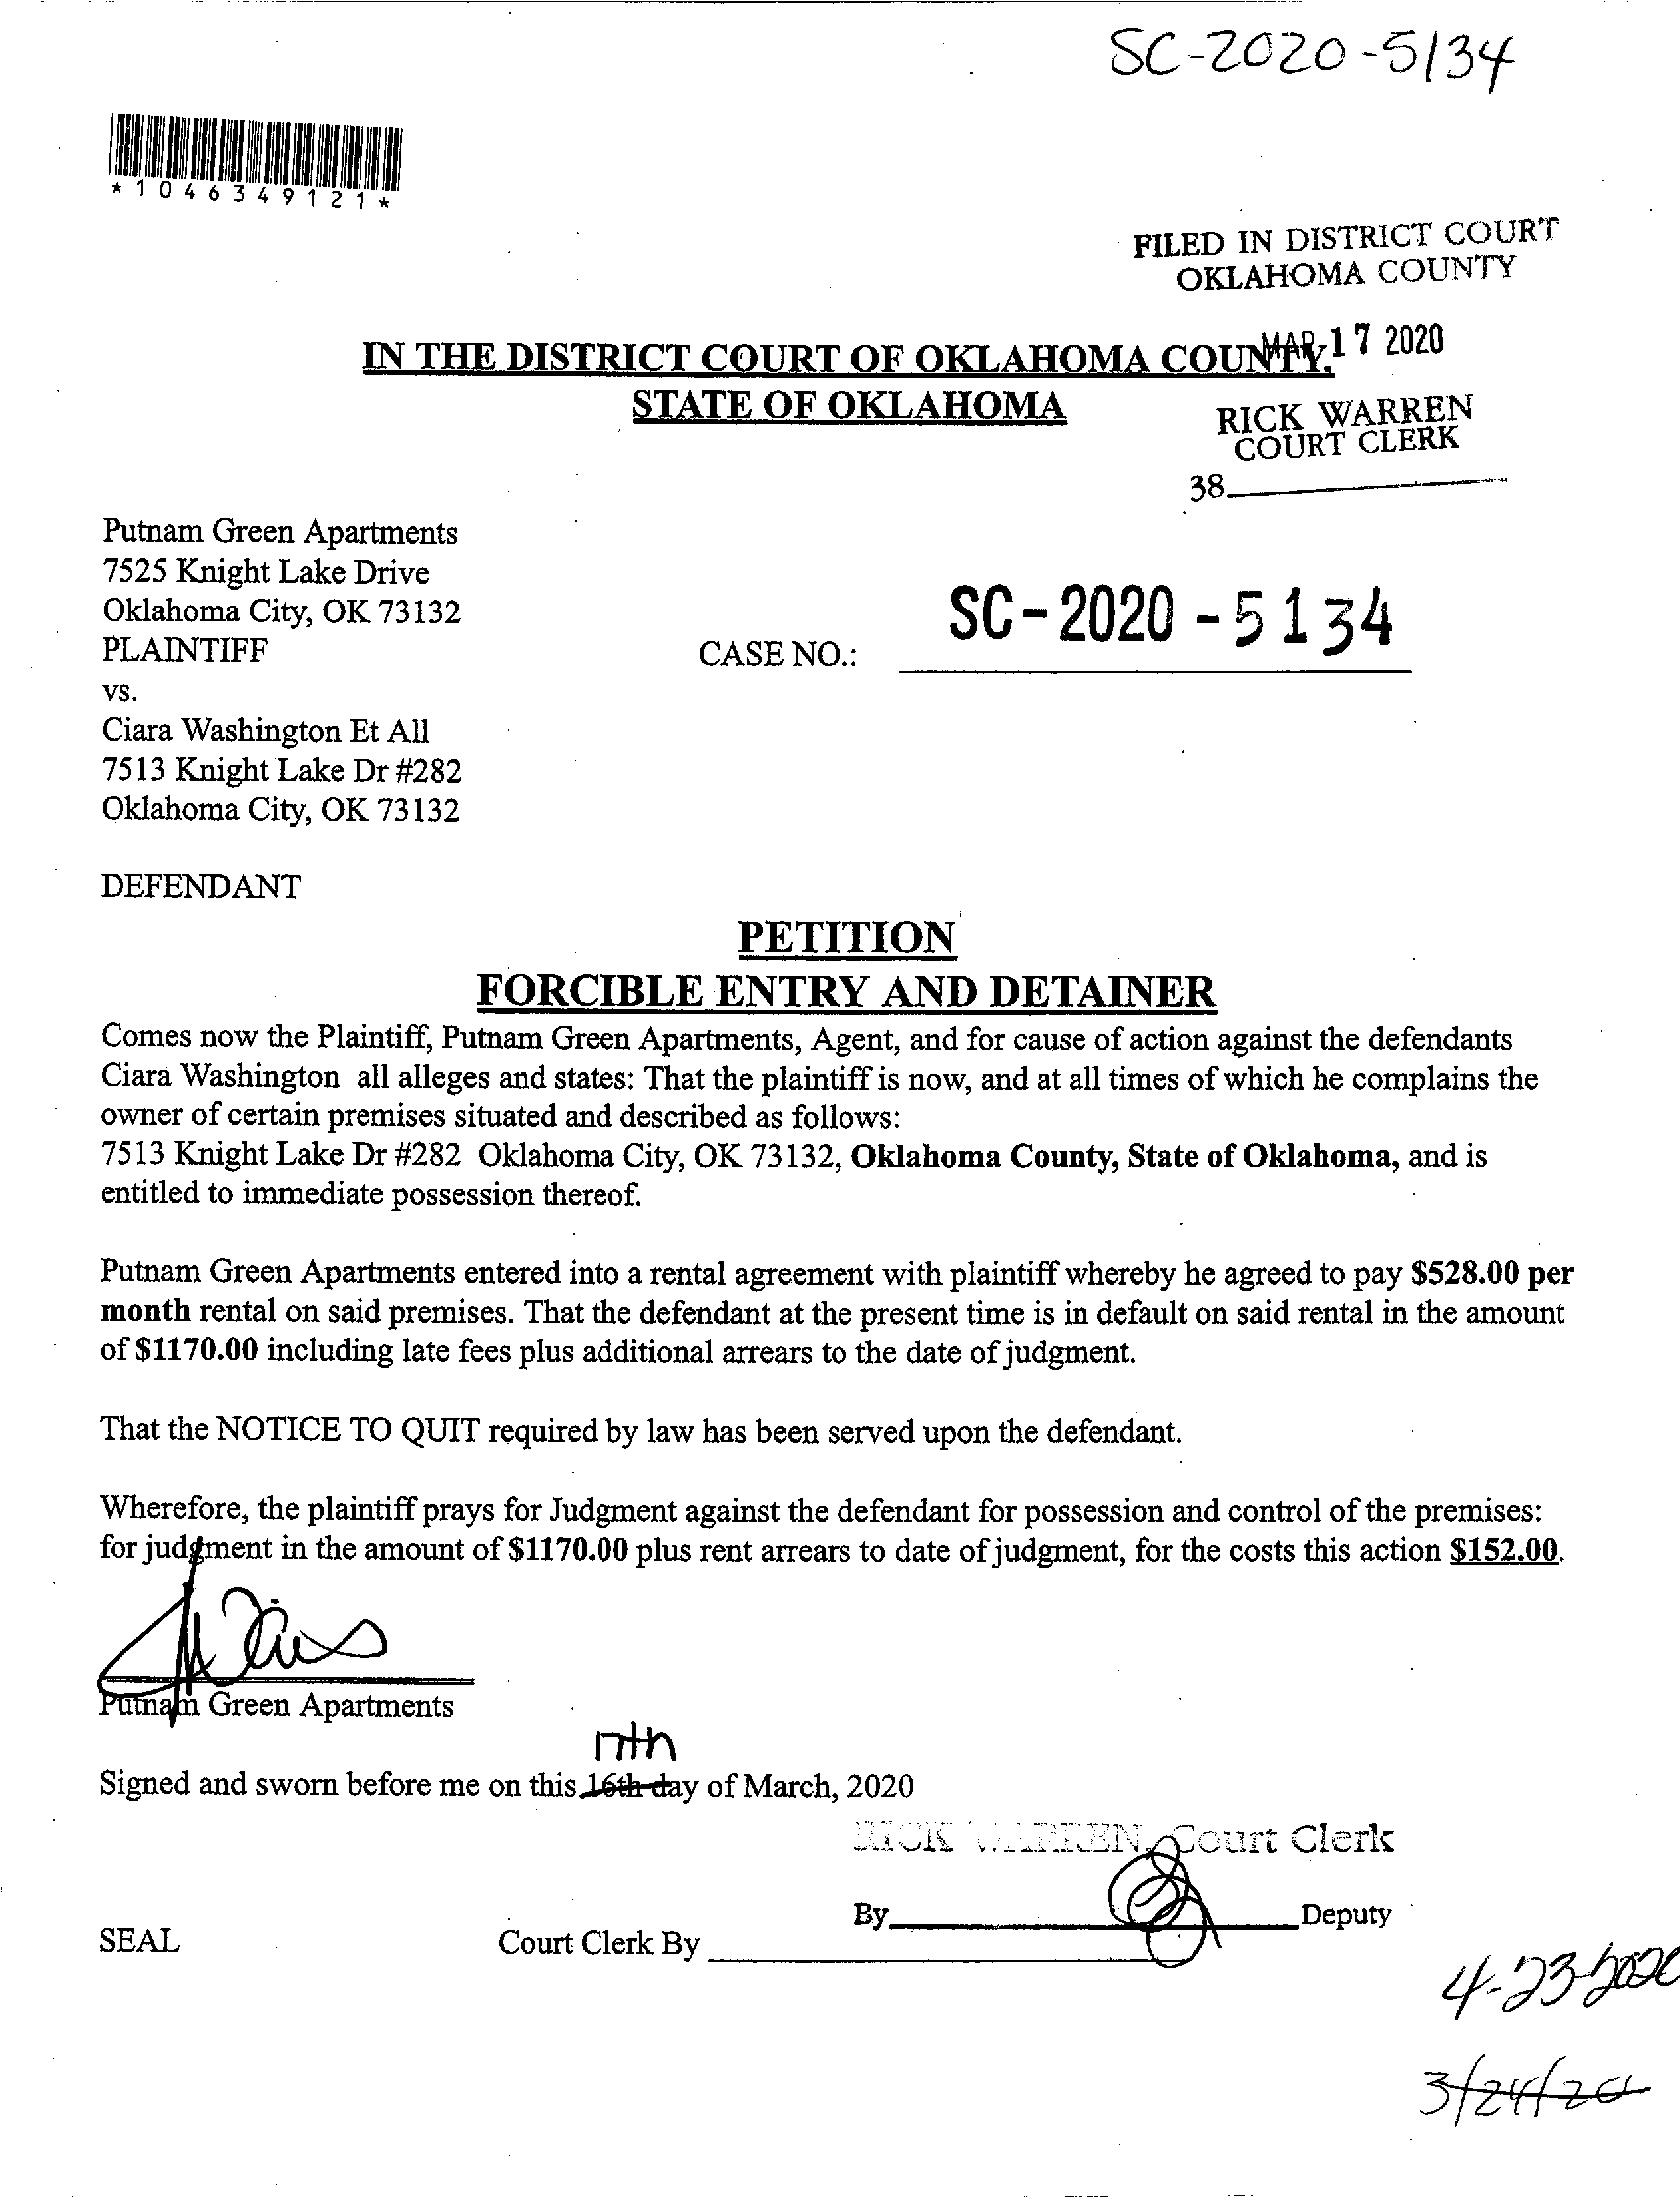 SC-2020-5134
*1046349121*
FILED IN DISTRICT COURT
OKLAHOMA COUNTY
MAR 17 2020
IN THE DISTRICT COURT OF OKLAHOMA COUNTY.
STATE OF OKLAHOMA
RICK WARREN
COURT CLERK
38
Putnam Green Apartments
7525 Knight Lake Drive
Oklahoma City, OK 73132
PLAINTIFF
CASE NO.: SC-2020-5134
vs.
Ciara Washington Et All
7513 Knight Lake Dr #282
Oklahoma City, OK 73132
DEFENDANT
PETITION
FORCIBLE ENTRY AND DETAINER
Comes now the Plaintiff, Putnam Green Apartments, Agent, and for cause of action against the defendants
Ciara Washington all alleges and states: That the plaintiff is now, and at all times of which he complains the
owner of certain premises situated and described as follows:
7513 Knight Lake Dr #282 Oklahoma City, OK 73132, Oklahoma County, State of Oklahoma, and is
entitled to immediate possession thereof.
Putnam Green Apartments entered into a rental agreement with plaintiff whereby he agreed to pay $528.00 per
month rental on said premises. That the defendant at the present time is in default on said rental in the amount
of $1170.00 including late fees plus additional arrears to the date of judgment.
That the NOTICE TO QUIT required by law has been served upon the defendant.
Wherefore, the plaintiff prays for Judgment against the defendant for possession and control of the premises:
for judgment in the amount of $1170.00 plus rent arrears to date of judgment, for the costs this action $152.00.
Putnam Green Apartments
17th
Signed and sworn before me on this 16th day of March, 2020
RICK WARREN, Court Clerk
By Deputy
SEAL Court Clerk By
4-23-2020
3/24/20